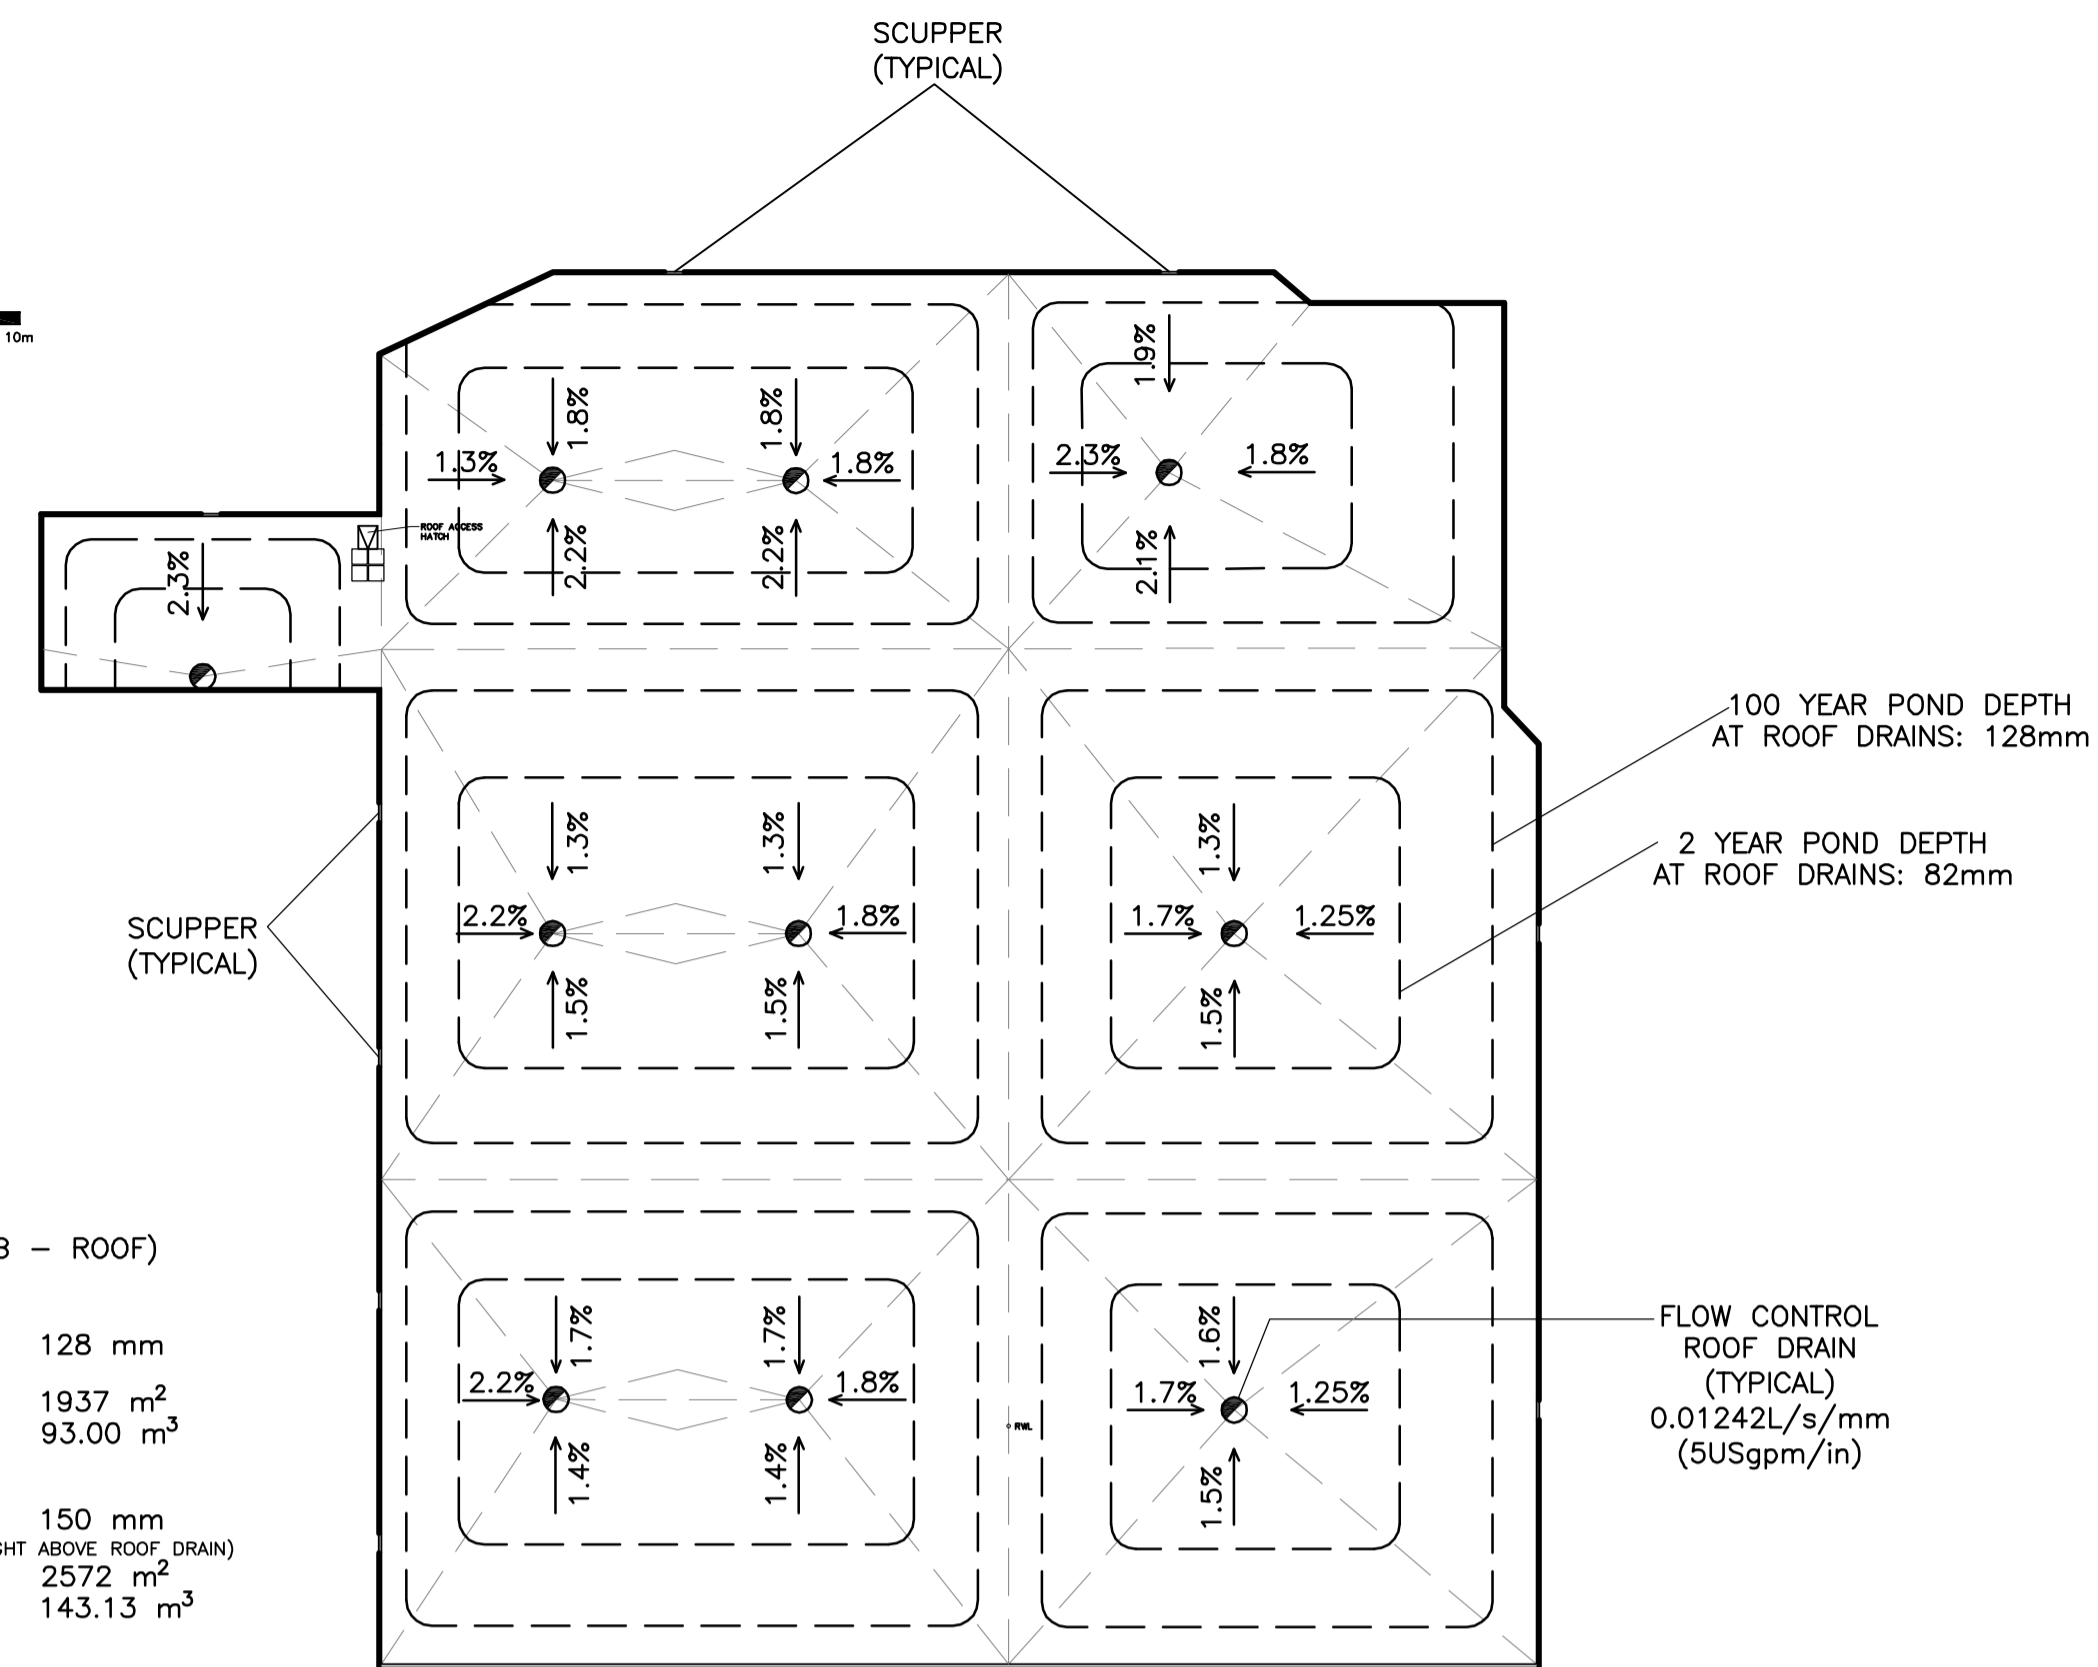 SCUPPER
(TYPICAL)
10m
1.8%
1.8%
1.9%
1.3%
1.8%
2.3%
1.8%
ROOF ACCESS
HATCH
2.2%
2.2%
2.1%
2.3%
100 YEAR POND DEPTH
AT ROOF DRAINS: 128mm
2 YEAR POND DEPTH
AT ROOF DRAINS: 82mm
1.3%
1.3%
1.3%
SCUPPER
(TYPICAL)
2.2%
1.8%
1.7%
1.25%
1.5%
1.5%
1.5%
– ROOF)
128 mm
1937 m²
93.00 m³
150 mm
ABOVE ROOF DRAIN)
2572 m²
143.13 m³
1.7%
1.7%
1.6%
2.2%
1.8%
1.7%
1.25%
1.4%
1.4%
1.5%
RWL
FLOW CONTROL
ROOF DRAIN
(TYPICAL)
0.01242L/s/mm
(5USgpm/in)